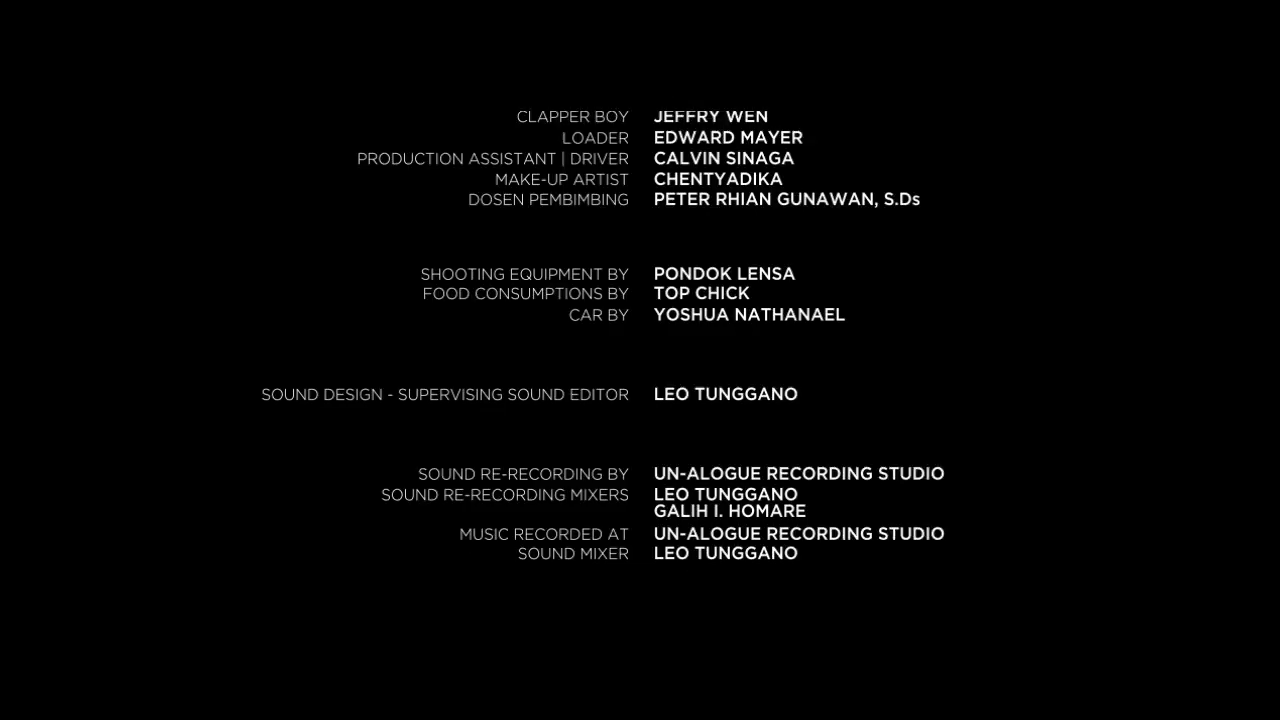 CLAPPER BOY JEFFRY WEN
LOADER EDWARD MAYER
PRODUCTION ASSISTANT | DRIVER CALVIN SINAGA
MAKE-UP ARTIST CHENTYADIKA
DOSEN PEMBIMBING PETER RHIAN GUNAWAN, S.Ds
SHOOTING EQUIPMENT BY PONDOK LENSA
FOOD CONSUMPTIONS BY TOP CHICK
CAR BY YOSHUA NATHANAEL
SOUND DESIGN - SUPERVISING SOUND EDITOR LEO TUNGGANO
SOUND RE-RECORDING BY UN-ALOGUE RECORDING STUDIO
SOUND RE-RECORDING MIXERS LEO TUNGGANO
GALIH I. HOMARE
MUSIC RECORDED AT UN-ALOGUE RECORDING STUDIO
SOUND MIXER LEO TUNGGANO